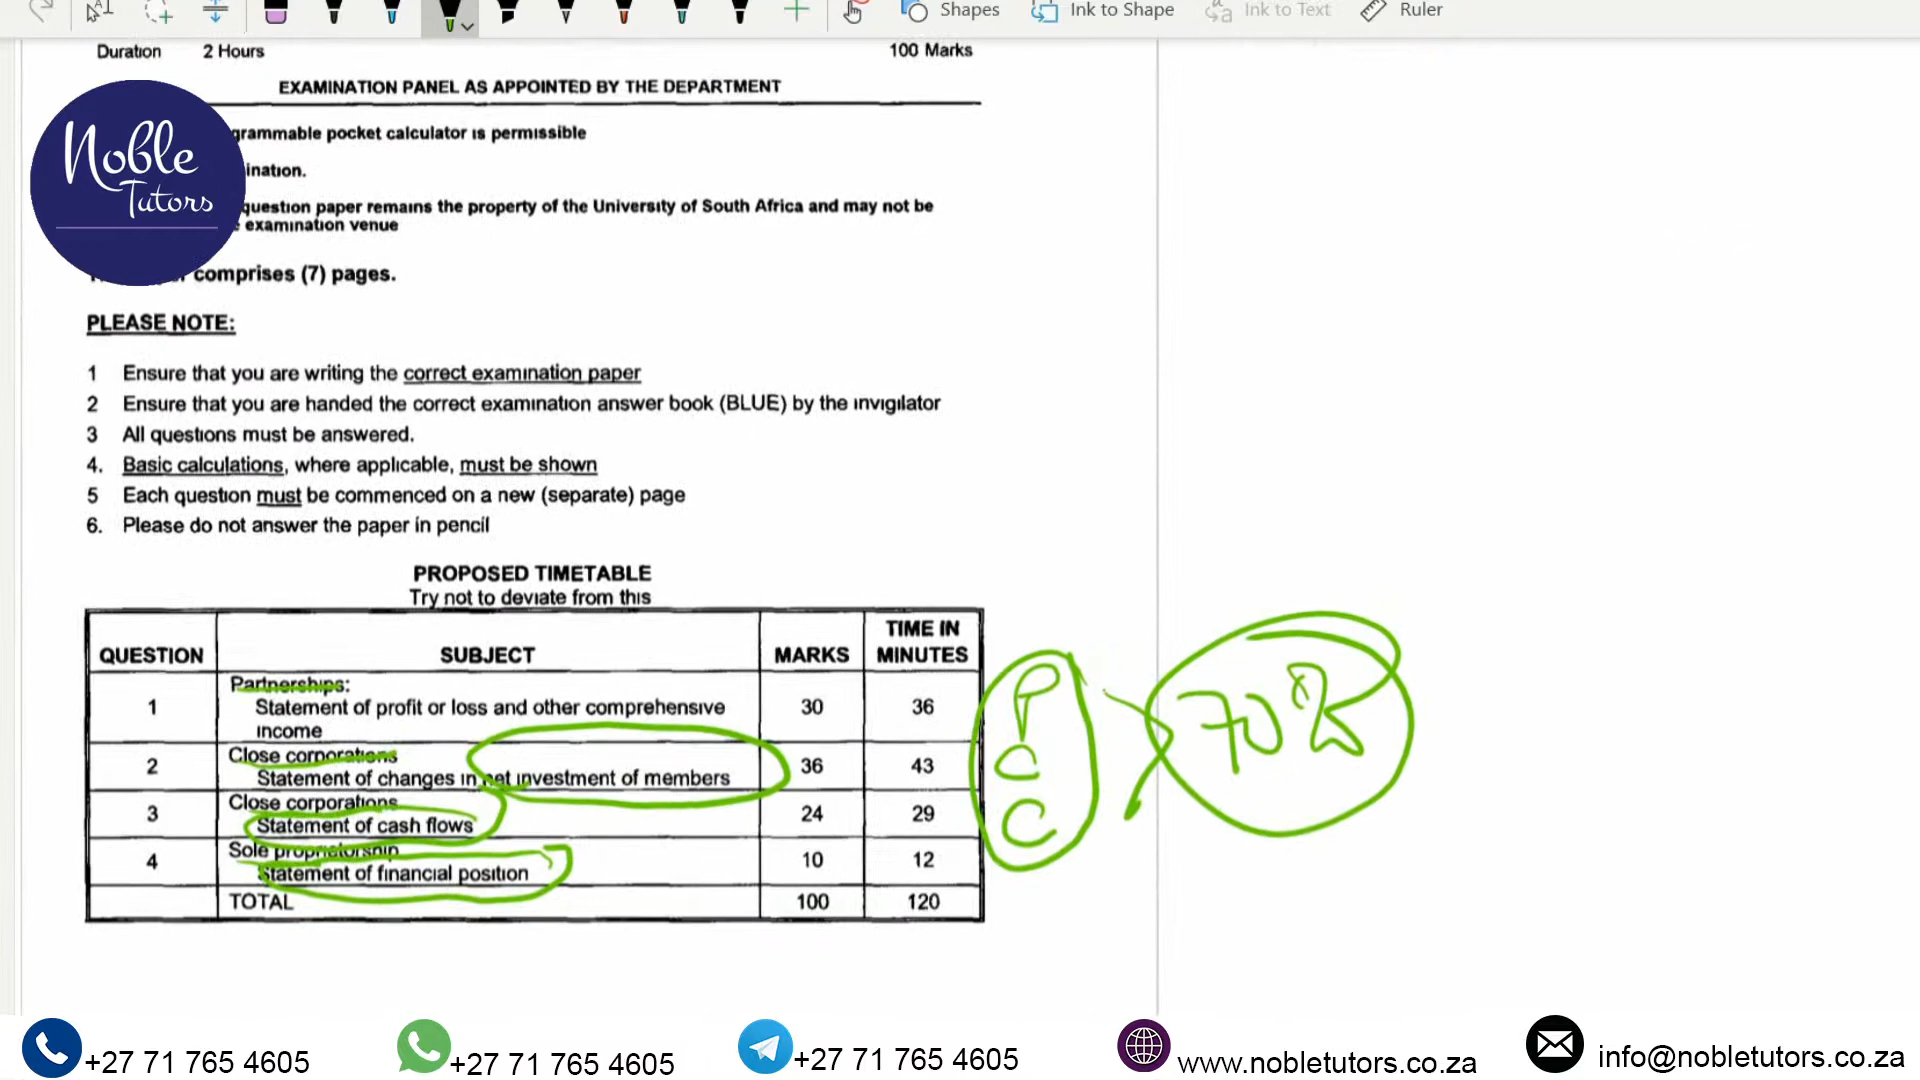 Shapes Ink to Shape Ink to Text Ruler
Duration 2 Hours 100 Marks
EXAMINATION PANEL AS APPOINTED BY THE DEPARTMENT
Noble
Tutors
grammable pocket calculator is permissible
ination.
question paper remains the property of the University of South Africa and may not be
examination venue
comprises (7) pages.
PLEASE NOTE:
1 Ensure that you are writing the correct examination paper
2 Ensure that you are handed the correct examination answer book (BLUE) by the invigilator
3 All questions must be answered.
4. Basic calculations, where applicable, must be shown
5 Each question must be commenced on a new (separate) page
6. Please do not answer the paper in pencil
PROPOSED TIMETABLE
Try not to deviate from this
QUESTION SUBJECT MARKS TIME IN MINUTES
1 Partnerships: 30 36
Statement of profit or loss and other comprehensive
income
2 Close corporations 36 43
Statement of changes in net investment of members
3 Close corporations 24 29
Statement of cash flows
4 Sole proprietorship 10 12
Statement of financial position
TOTAL 100 120
P
C
C
70%
+27 71 765 4605 +27 71 765 4605 +27 71 765 4605 www.nobletutors.co.za info@nobletutors.co.za